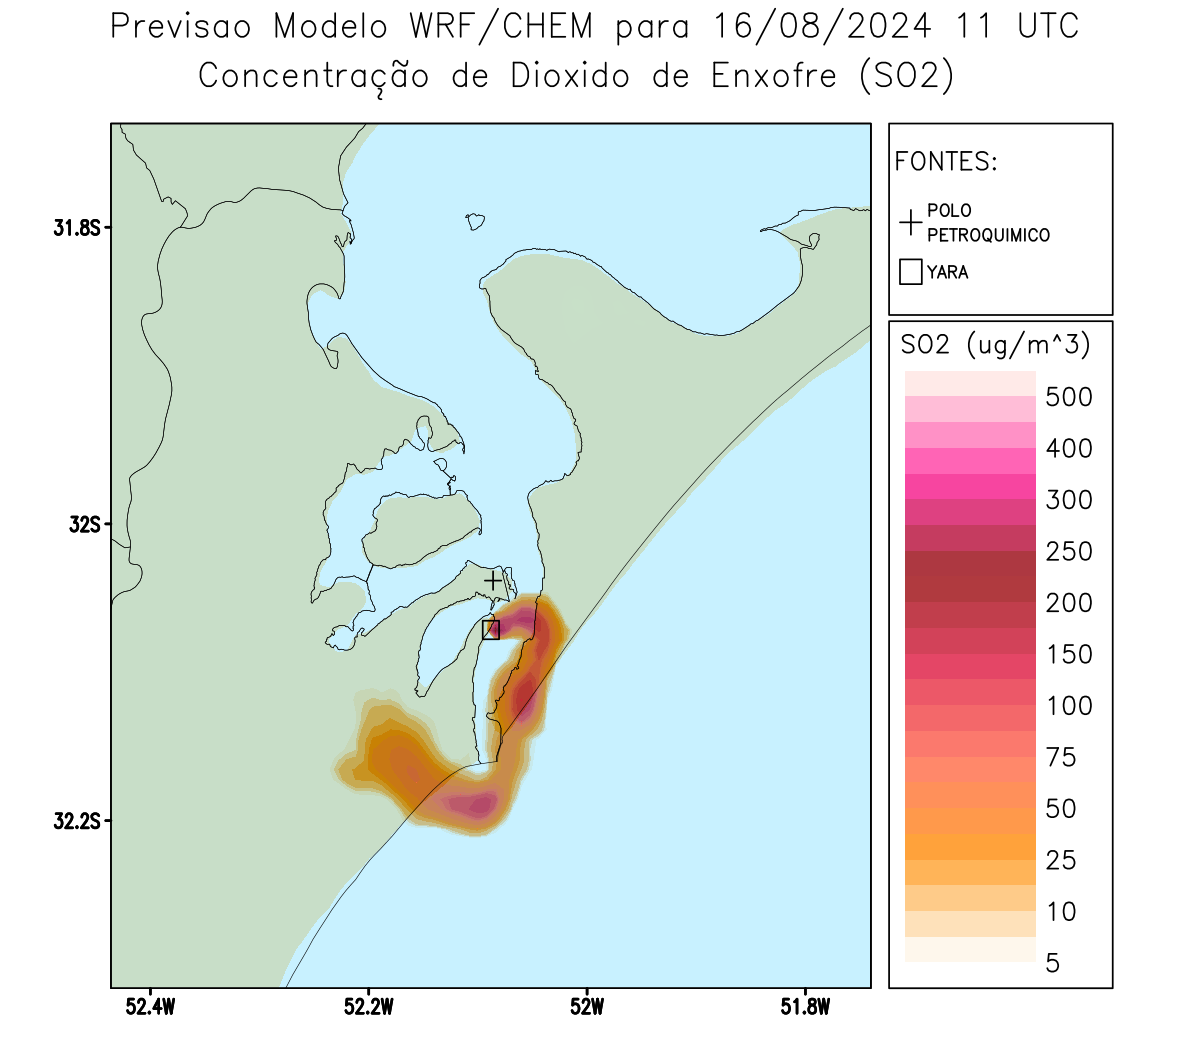 Previsao Modelo WRF/CHEM para 16/08/2024 11 UTC
Concentração de Dioxido de Enxofre (SO2)
FONTES:
POLO
PETROQUIMICO
YARA
31.8S
32S
32.2S
52.4W
52.2W
52W
51.8W
SO2 (ug/m^3)
500
400
300
250
200
150
100
75
50
25
10
5